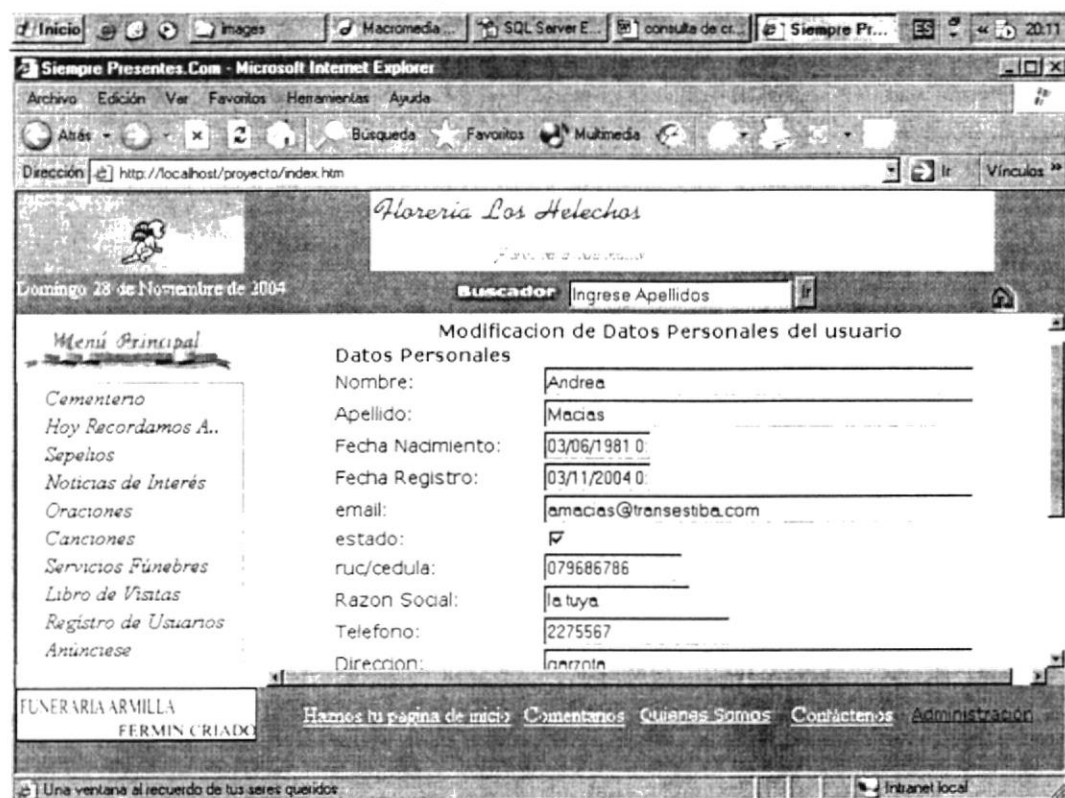 Inicio images Macromedia ... SQL Server E... consulta de cr... Siempre Pr... ES « 20:11
Siempre Presentes.Com - Microsoft Internet Explorer
Archivo Edición Ver Favoritos Herramientas Ayuda
Atrás Búsqueda Favoritos Multimedia
Dirección http://localhost/proyecto/index.htm Ir Vínculos »
Floreria Los Helechos
Domingo 28 de Noviembre de 2004
Buscador Ingrese Apellidos Ir
Menú Principal
Cementerio
Hoy Recordamos A..
Sepelios
Noticias de Interés
Oraciones
Canciones
Servicios Fúnebres
Libro de Visitas
Registro de Usuarios
Anúnciese
Modificacion de Datos Personales del usuario
Datos Personales
Nombre: Andrea
Apellido: Macias
Fecha Nacimiento: 03/06/1981 0:
Fecha Registro: 03/11/2004 0:
email: amacias@transestiba.com
estado:
ruc/cedula: 079686786
Razon Social: la tuya
Telefono: 2275567
Direccion: garzota
FUNERARIA ARMILLA
FERMIN CRIADO
Haznos tu pagina de inicio Comentarios Quienes Somos Contáctenos Administración
Una ventana al recuerdo de tus seres queridos Intranet local